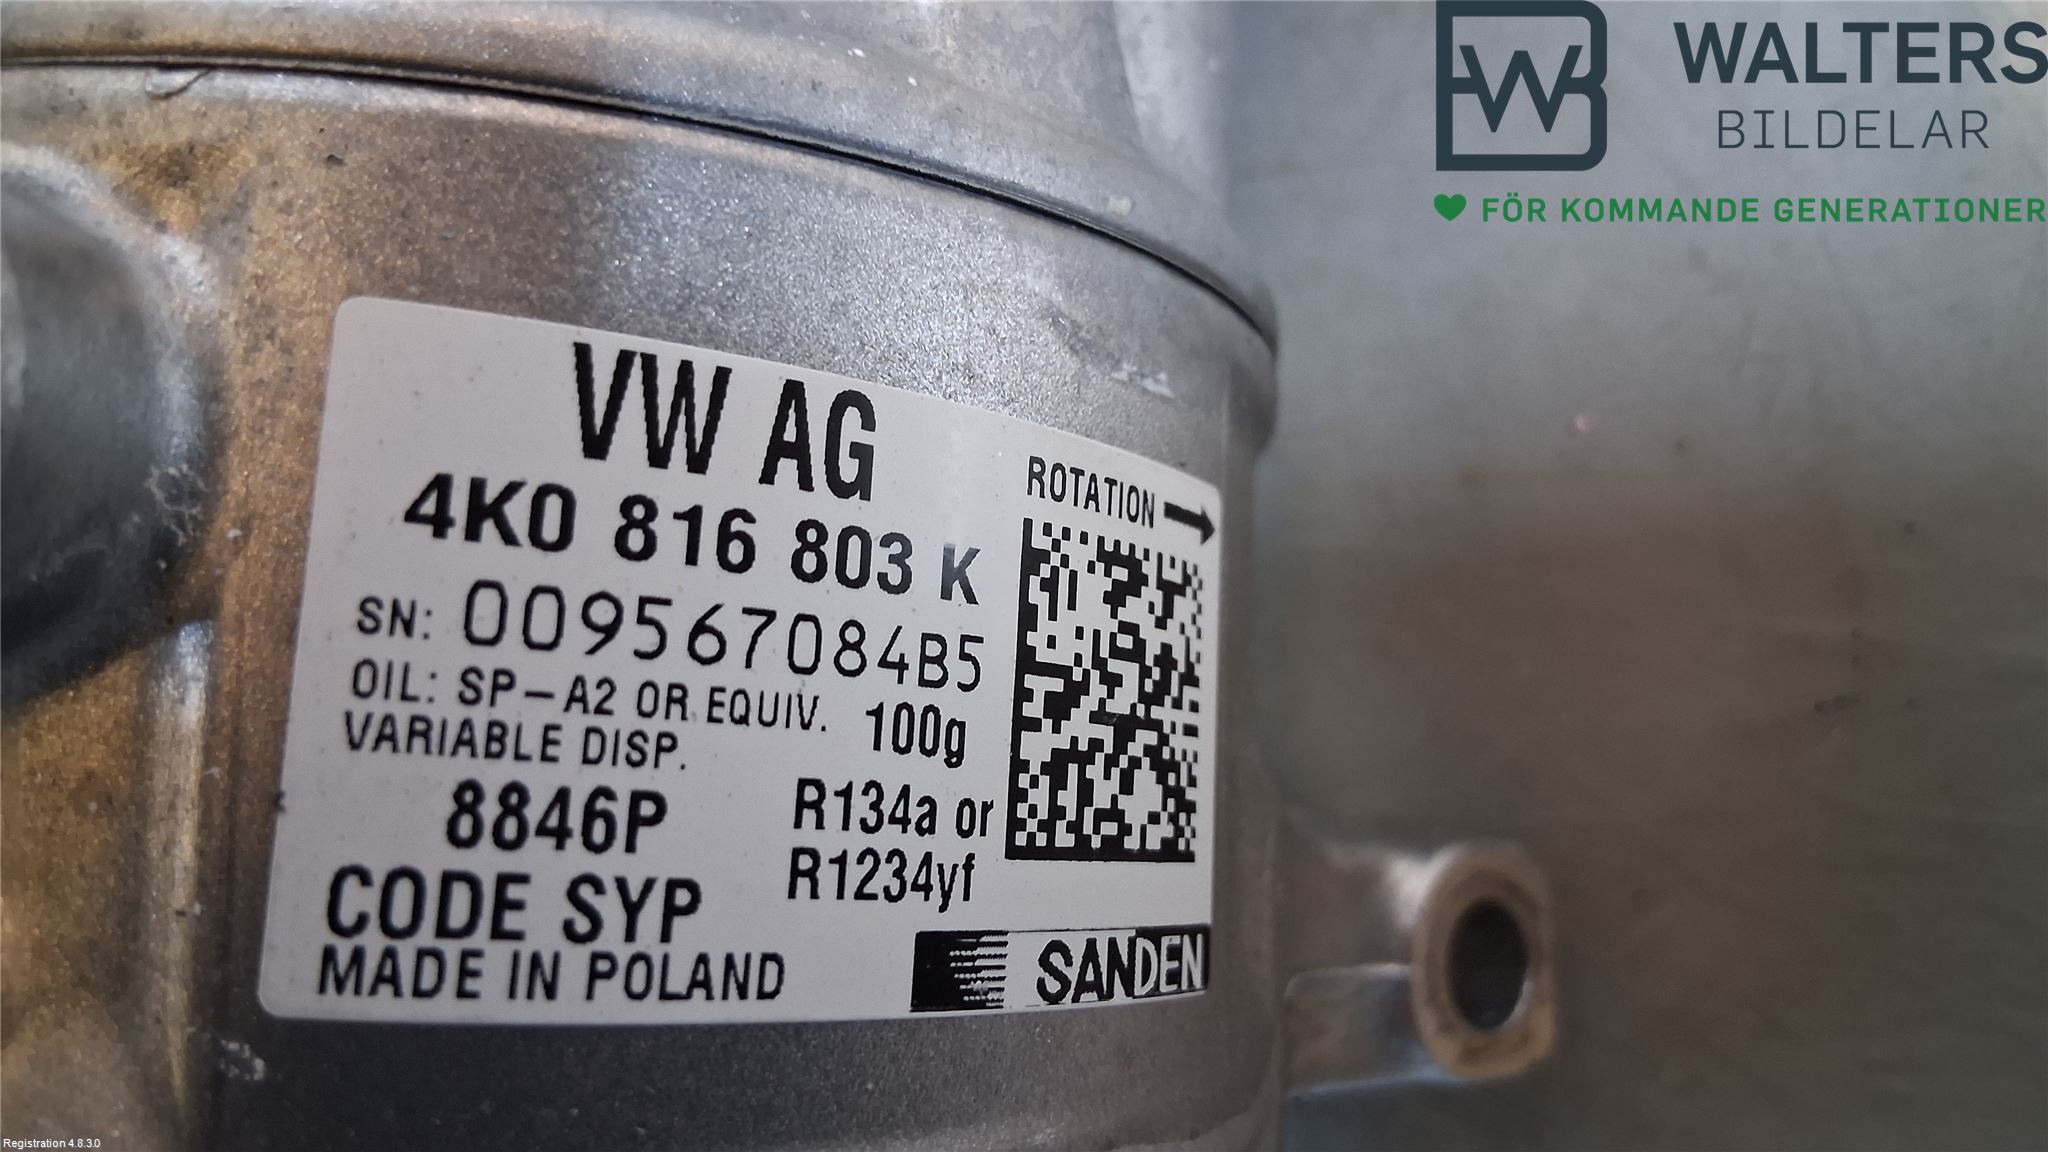 WALTERS
BILDELAR
FÖR KOMMANDE GENERATIONER
VW AG
4K0 816 803 K
ROTATION
SN: 009567084B5
OIL: SP-A2 OR EQUIV. 100g
VARIABLE DISP.
8846P
R134a or
R1234yf
CODE SYP
MADE IN POLAND
SANDEN
Registration 4.8.3.0